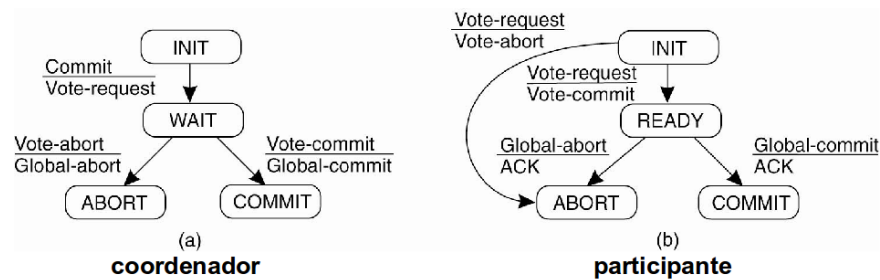 INIT
Commit
Vote-request
WAIT
Vote-abort
Global-abort
Vote-commit
Global-commit
ABORT
COMMIT
(a)
coordenador
Vote-request
Vote-abort
INIT
Vote-request
Vote-commit
READY
Global-abort
ACK
Global-commit
ACK
ABORT
COMMIT
(b)
participante